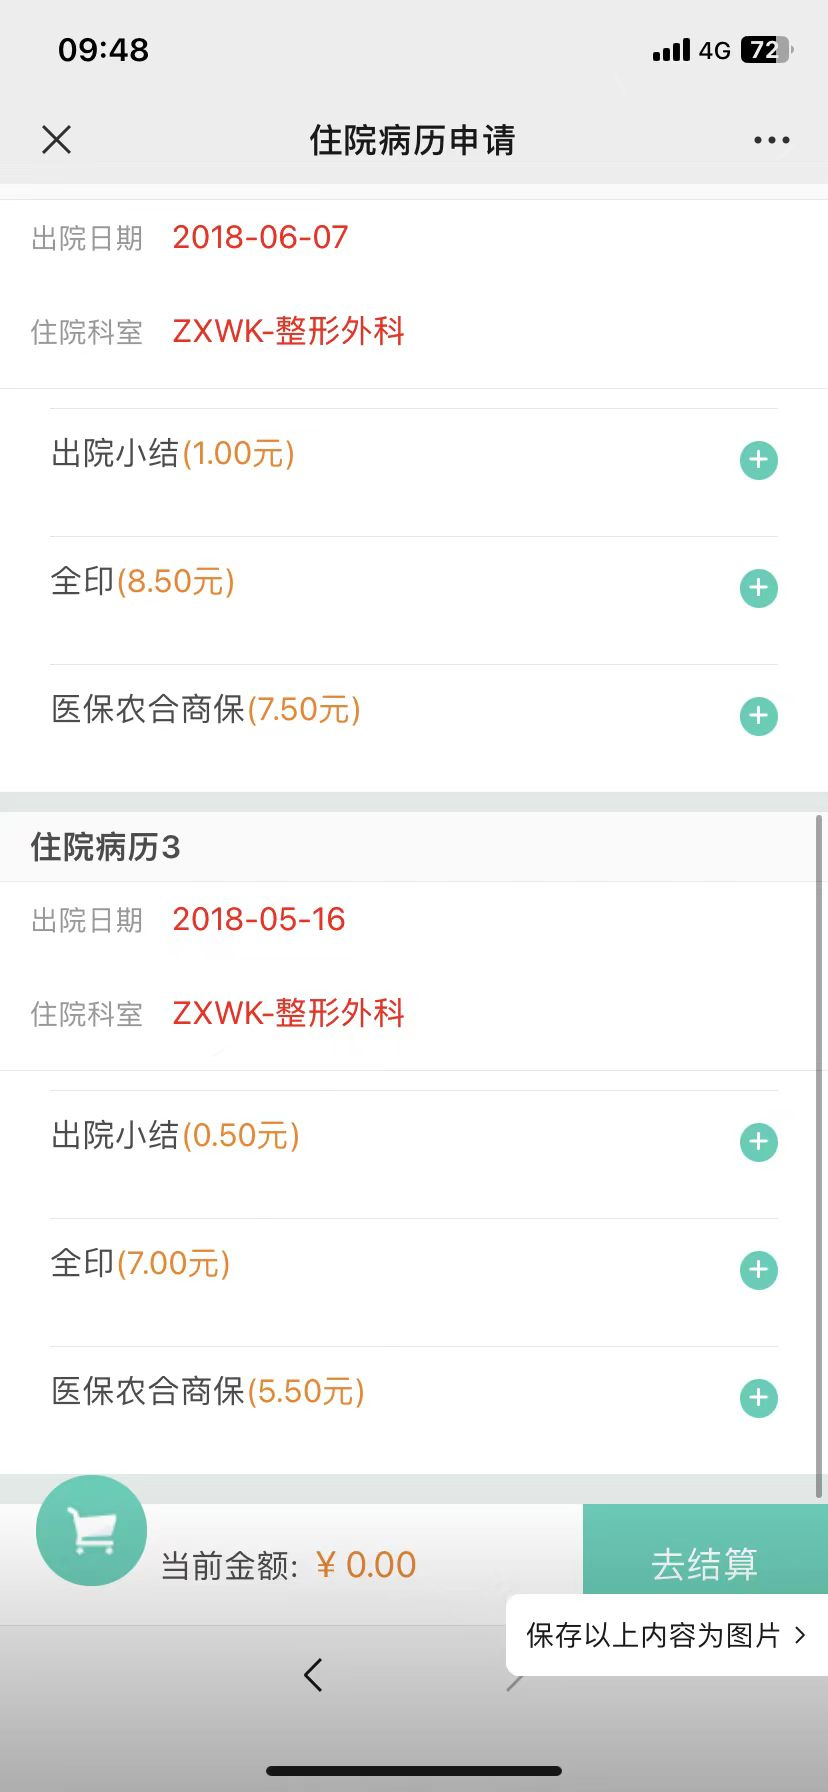 09:48
4G 72
住院病历申请
出院日期 2018-06-07
住院科室 ZXWK-整形外科
出院小结(1.00元)
全印(8.50元)
医保农合商保(7.50元)
住院病历3
出院日期 2018-05-16
住院科室 ZXWK-整形外科
出院小结(0.50元)
全印(7.00元)
医保农合商保(5.50元)
当前金额: ¥ 0.00
去结算
保存以上内容为图片